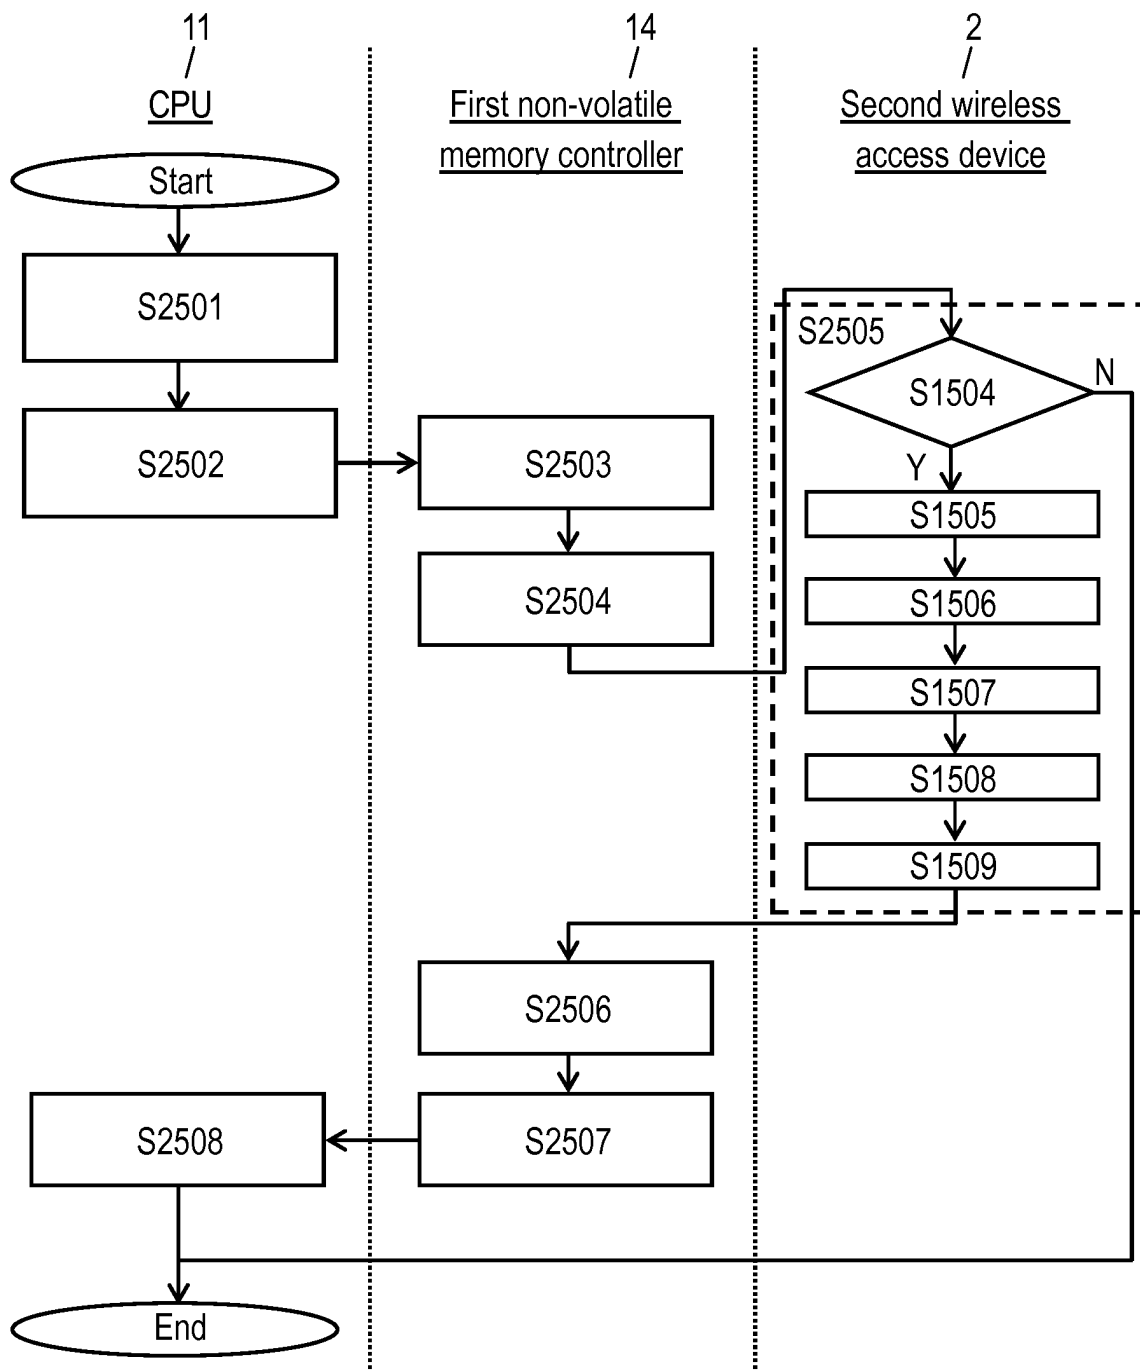 11
14
2
CPU
First non-volatile
memory controller
Second wireless
access device
Start
S2501
S2505
S1504
N
S2502
S2503
Y
S1505
S2504
S1506
S1507
S1508
S1509
S2506
S2508
S2507
End